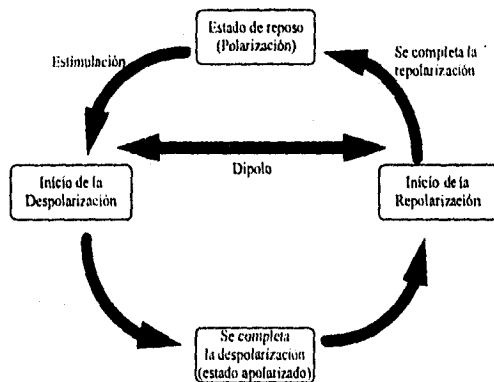 Estado de reposo
(Polarización)
Estimulación
Se completa la
repolarización
Dipolo
Inicio de la
Despolarización
Inicio de la
Repolarización
Se completa
la despolarización
(estado apolarizado)